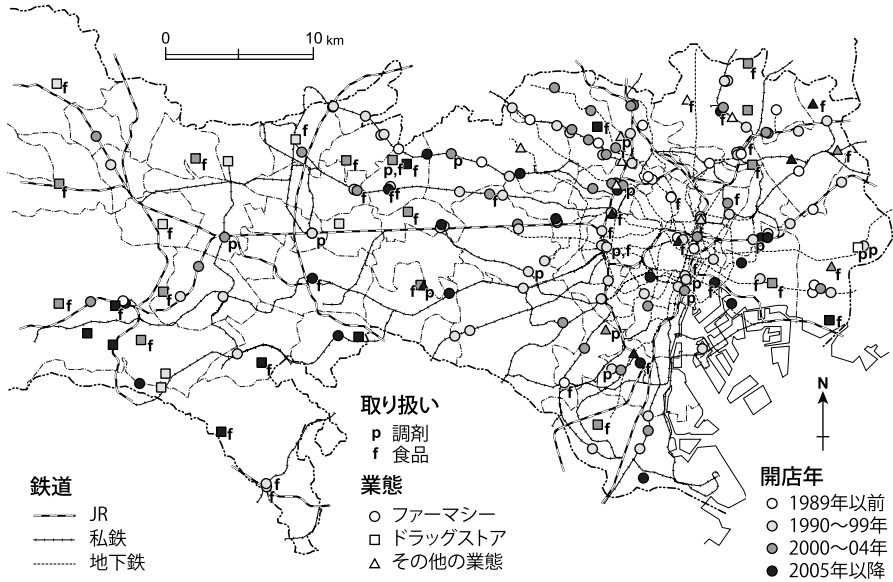 0 10 km
N
取り扱い
p 調剤
f 食品
業態
ファーマシー
ドラッグストア
その他の業態
鉄道
JR
私鉄
地下鉄
開店年
1989年以前
1990〜99年
2000〜04年
2005年以降